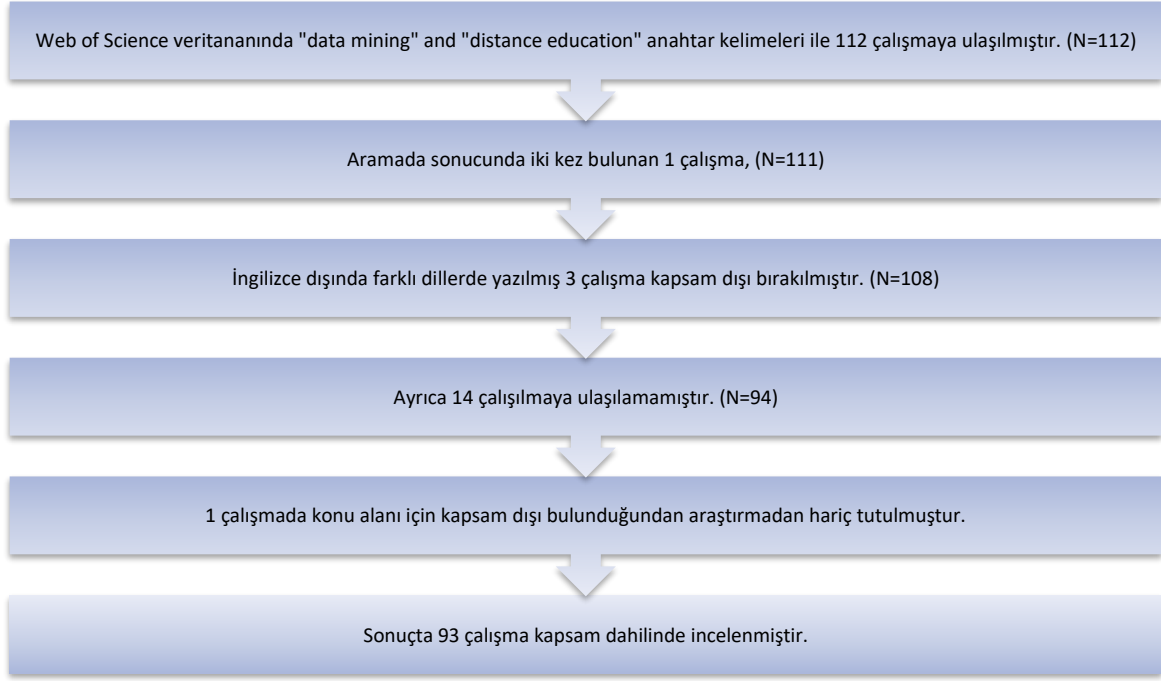 Web of Science veritananında "data mining" and "distance education" anahtar kelimeleri ile 112 çalışmaya ulaşılmıştır. (N=112)
Aramada sonucunda iki kez bulunan 1 çalışma, (N=111)
İngilizce dışında farklı dillerde yazılmış 3 çalışma kapsam dışı bırakılmıştır. (N=108)
Ayrıca 14 çalışılmaya ulaşılamamıştır. (N=94)
1 çalışmada konu alanı için kapsam dışı bulunduğundan araştırmadan hariç tutulmuştur.
Sonuçta 93 çalışma kapsam dahilinde incelenmiştir.